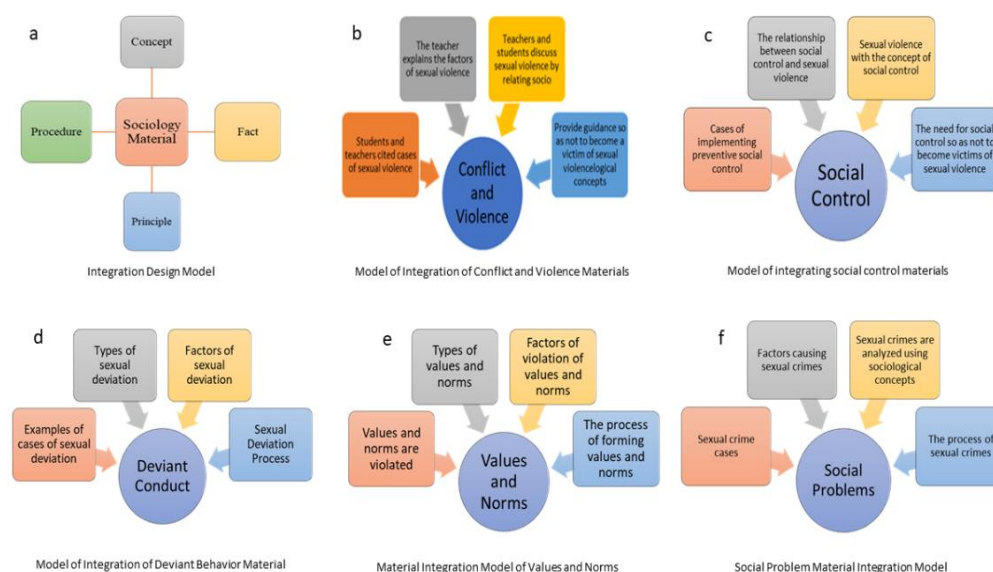 a
Concept
Procedure
Sociology
Material
Fact
Principle
Integration Design Model
b
The teacher
explains the factors
of sexual violence
Teachers and
students discuss
sexual violence by
relating socio
Students and
teachers cited cases
of sexual violence
Provide guidance so
as not to become a
victim of sexual
violencelogical
concepts
Conflict
and
Violence
Model of Integration of Conflict and Violence Materials
c
The relationship
between social
control and sexual
violence
Sexual violence
with the concept of
social control
Cases of
implementing
preventive social
control
The need for social
control so as not to
become victims of
sexual violence
Social
Control
Model of integrating social control materials
d
Types of
sexual
deviation
Factors of
sexual
deviation
Examples of
cases of sexual
deviation
Sexual
Deviation
Process
Deviant
Conduct
Model of Integration of Deviant Behavior Material
e
Types of
values and
norms
Factors of
violation of
values and
norms
Values and
norms are
violated
The process of
forming values
and norms
Values
and
Norms
Material Integration Model of Values and Norms
f
Factors causing
sexual crimes
Sexual crimes are
analyzed using
sociological
concepts
Sexual crime
cases
The process of
sexual crimes
Social
Problems
Social Problem Material Integration Model